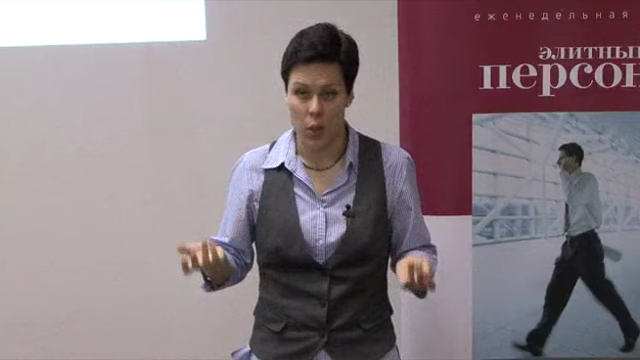 еженедельная
элитный
персон